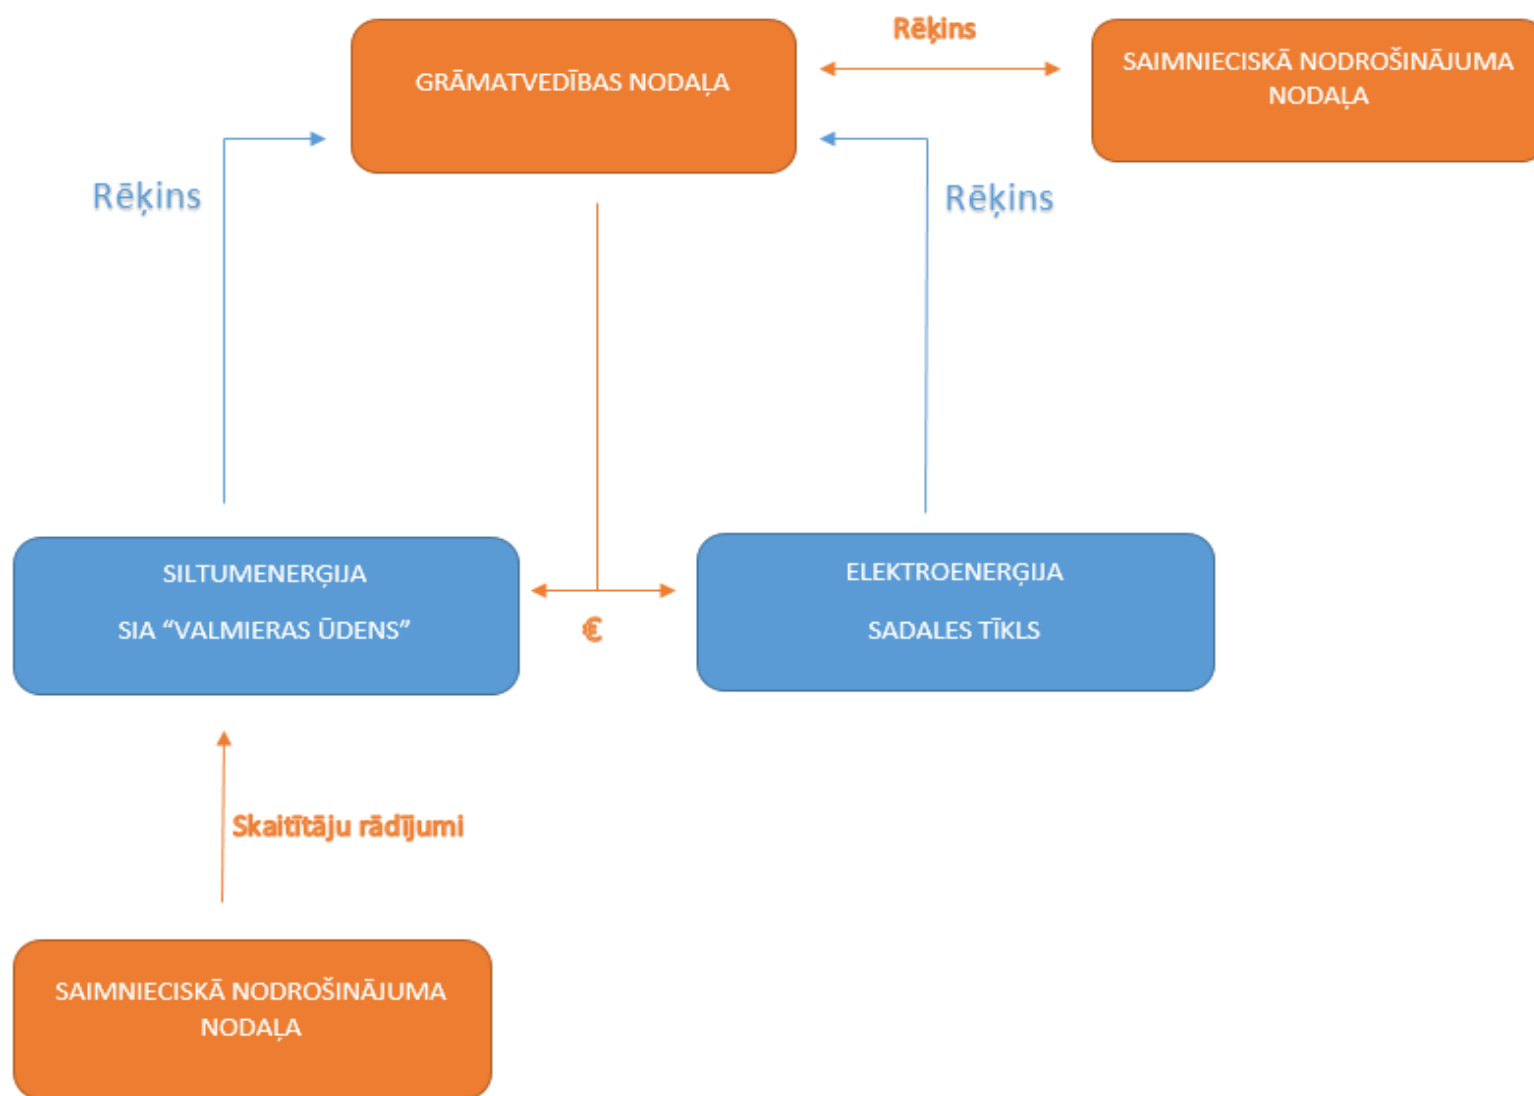 Rēķins
GRĀMATVEDĪBAS NODAĻA
SAIMNIECISKĀ NODROŠINĀJUMA
NODAĻA
Rēķins
Rēķins
SILTUMENERĢIJA
SIA “VALMIERAS ŪDENS”
€
ELEKTROENERĢIJA
SADALES TĪKLS
Skaitītāju rādījumi
SAIMNIECISKĀ NODROŠINĀJUMA
NODAĻA